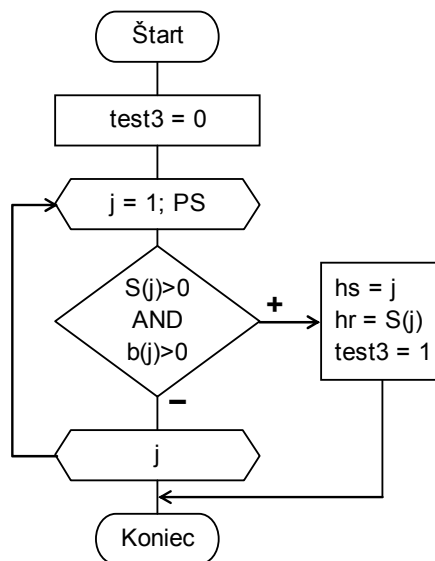 Štart
test3 = 0
j = 1; PS
S(j)>0
AND
b(j)>0
+
hs = j
hr = S(j)
test3 = 1
–
j
Koniec